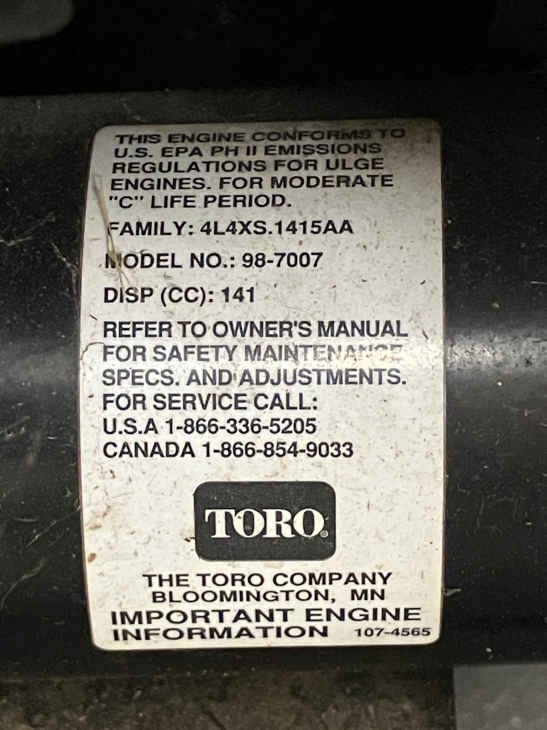 THIS ENGINE CONFORMS TO
U.S. EPA PH II EMISSIONS
REGULATIONS FOR ULGE
ENGINES. FOR MODERATE
"C" LIFE PERIOD.
FAMILY: 4L4XS.1415AA
MODEL NO.: 98-7007
DISP (CC): 141
REFER TO OWNER'S MANUAL
FOR SAFETY MAINTENANCE
SPECS. AND ADJUSTMENTS.
FOR SERVICE CALL:
U.S.A 1-866-336-5205
CANADA 1-866-854-9033
TORO®
THE TORO COMPANY
BLOOMINGTON, MN
IMPORTANT ENGINE
INFORMATION 107-4565